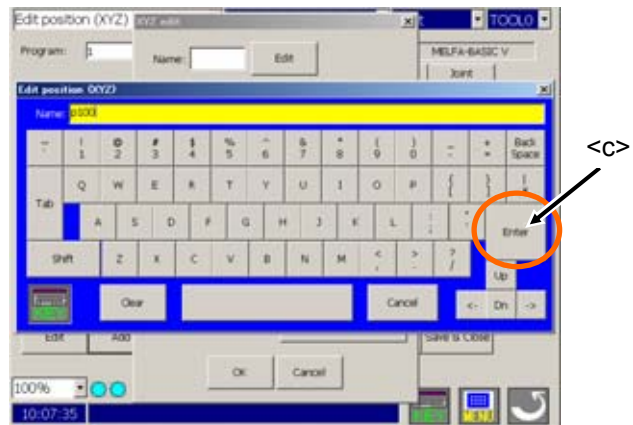 Edit position (XYZ) XYZ edit TOOL0
Program: 1 Name: Edit MELFA-BASIC V
Joint
Edit position (XYZ)
Name: p100
! @ # $ % ^ & * ( ) _ + Back
1 2 3 4 5 6 7 8 9 0 - = Space
Tab Q W E R T Y U I O P { }
A S D F G H J K L : Enter
;
Shift Z X C V B N M < > ?
, . /
Up
Clear Cancel <- Dn ->
Edit Add Save & Close
OK Cancel
100%
10:07:35 MENU
<c>